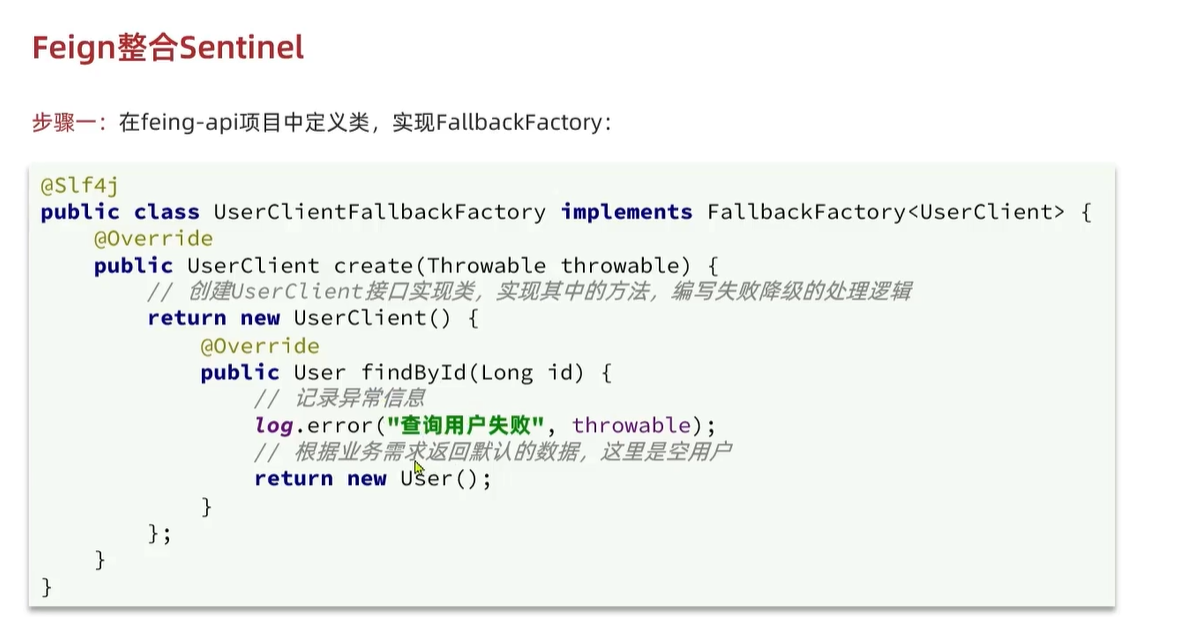 Feign整合Sentinel
步骤一：在feing-api项目中定义类，实现FallbackFactory：
@Slf4j
public class UserClientFallbackFactory implements FallbackFactory<UserClient> {
@Override
public UserClient create(Throwable throwable) {
// 创建UserClient接口实现类，实现其中的方法，编写失败降级的处理逻辑
return new UserClient() {
@Override
public User findById(Long id) {
// 记录异常信息
log.error("查询用户失败", throwable);
// 根据业务需求返回默认的数据，这里是空用户
return new User();
}
};
}
}